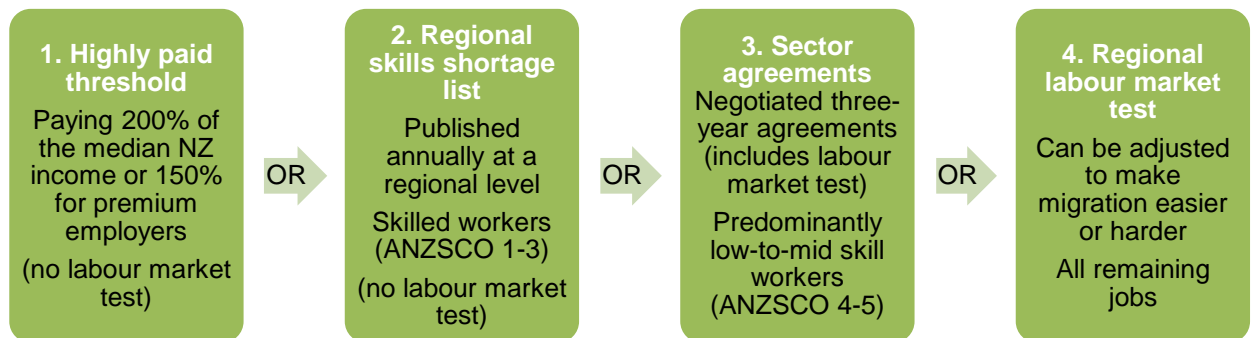 1. Highly paid
threshold
Paying 200% of
the median NZ
income or 150%
for premium
employers
(no labour market
test)
OR
2. Regional
skills shortage
list
Published
annually at a
regional level
Skilled workers
(ANZSCO 1-3)
(no labour market
test)
OR
3. Sector
agreements
Negotiated three-
year agreements
(includes labour
market test)
Predominantly
low-to-mid skill
workers
(ANZSCO 4-5)
OR
4. Regional
labour market
test
Can be adjusted
to make
migration easier
or harder
All remaining
jobs